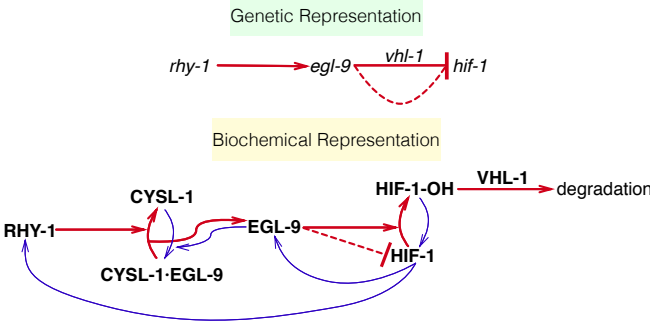 Genetic Representation
rhy-1 egl-9 vhl-1 hif-1
Biochemical Representation
CYSL-1 HIF-1-OH VHL-1 degradation
RHY-1 EGL-9
CYSL-1·EGL-9 HIF-1